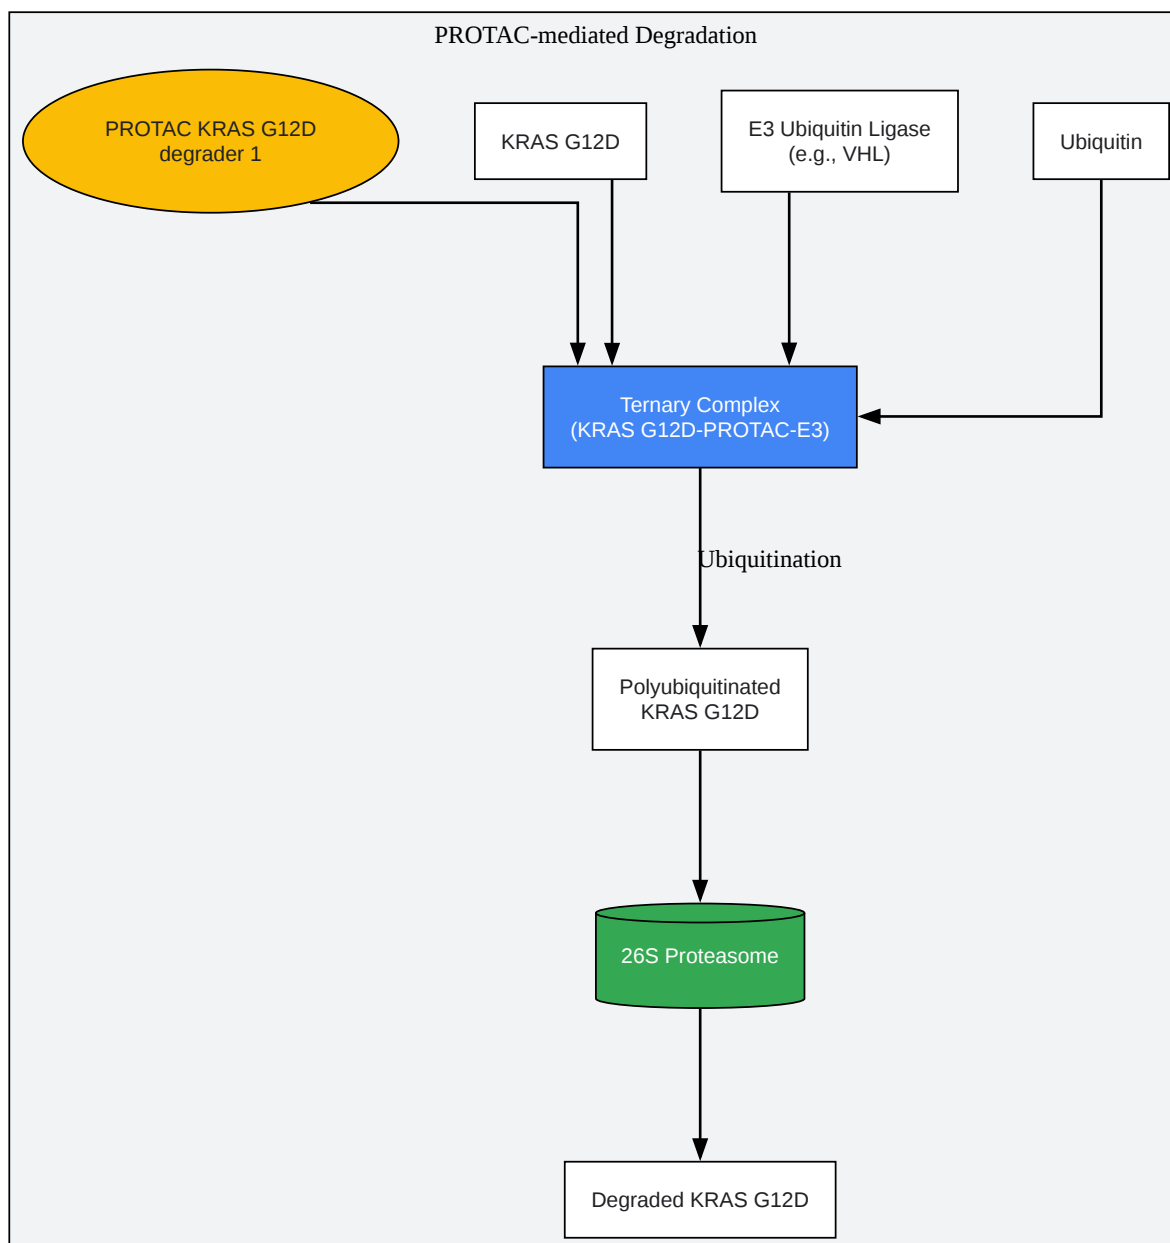 PROTAC-mediated Degradation
PROTAC KRAS G12D
degrader 1
KRAS G12D
E3 Ubiquitin Ligase
(e.g., VHL)
Ubiquitin
Ternary Complex
(KRAS G12D-PROTAC-E3)
Ubiquitination
Polyubiquitinated
KRAS G12D
26S Proteasome
Degraded KRAS G12D